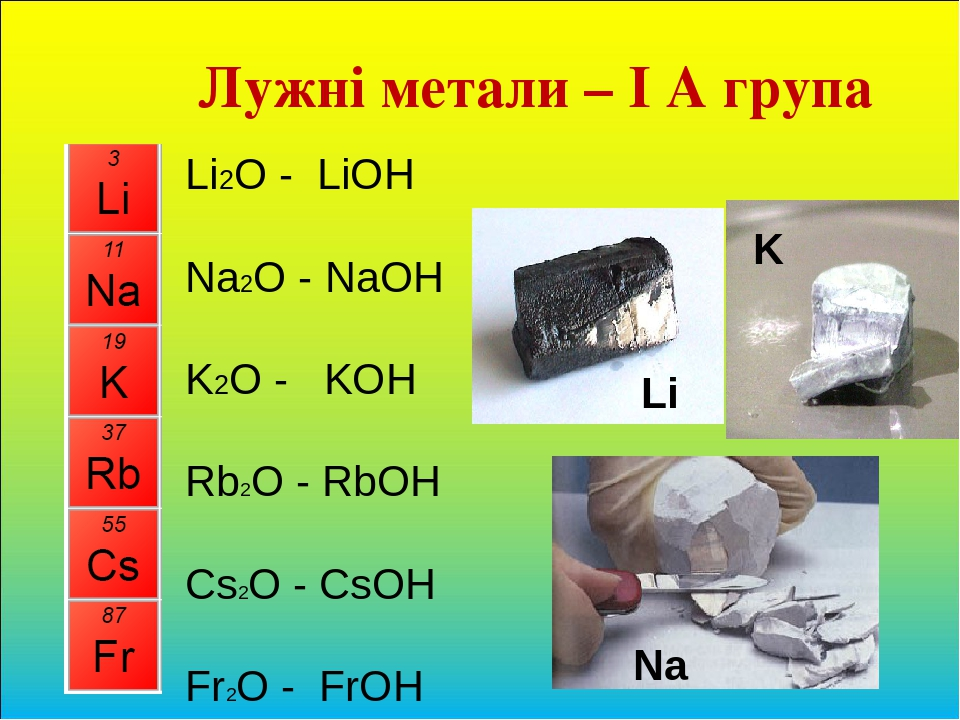 Лужні метали – І А група
3
Li
11
Na
19
K
37
Rb
55
Cs
87
Fr
Li2O - LiOH
Na2O - NaOH
K2O - KOH
Rb2O - RbOH
Cs2O - CsOH
Fr2O - FrOH
Li
K
Na